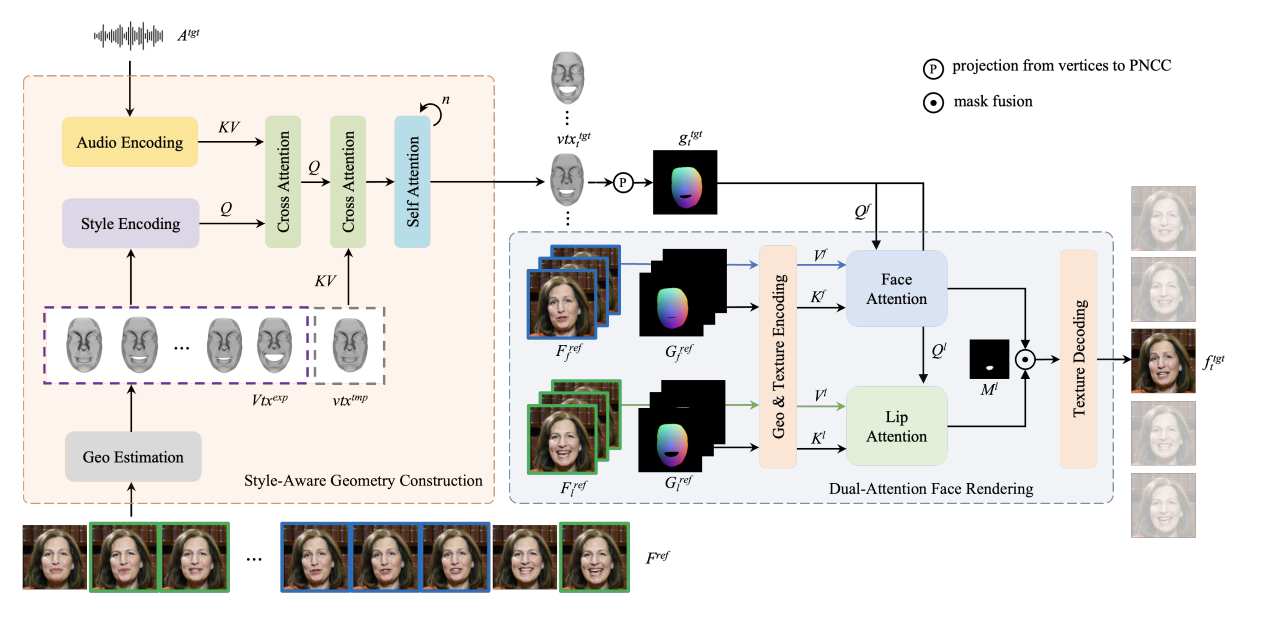 A^tgt
projection from vertices to PNCC
mask fusion
P
Audio Encoding
KV
Cross Attention
Q
Cross Attention
Self Attention
n
Style Encoding
Q
KV
...
Vtx^exp
vtx^tmp
Geo Estimation
Style-Aware Geometry Construction
...
F^ref
vtx_t^tgt
P
g_t^tgt
Q^f
F_f^ref
G_f^ref
F_l^ref
G_l^ref
Geo & Texture Encoding
V^f
K^f
Face
Attention
Q^l
V^l
K^l
Lip
Attention
M^l
Texture Decoding
f_t^tgt
Dual-Attention Face Rendering